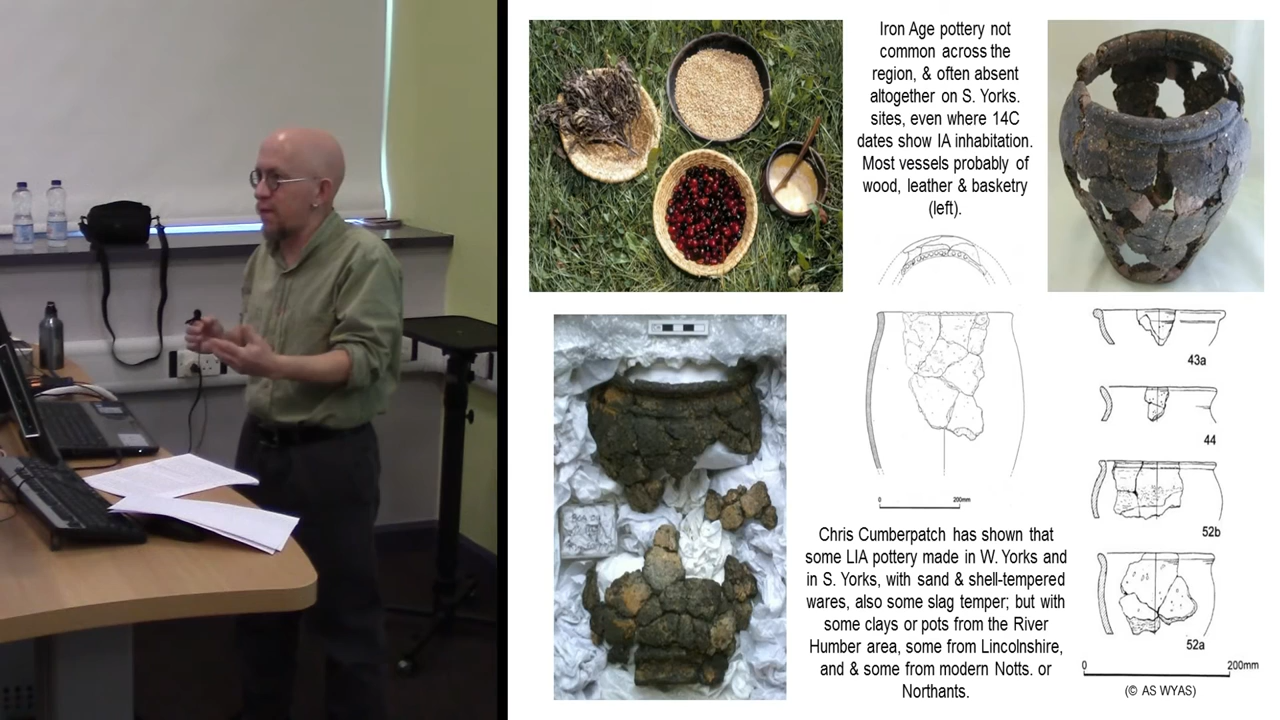 Iron Age pottery not
common across the
region, & often absent
altogether on S. Yorks.
sites, even where 14C
dates show IA inhabitation.
Most vessels probably of
wood, leather & basketry
(left).
0
200mm
43a
44
52b
52a
0
200mm
(© AS WYAS)
Chris Cumberpatch has shown that
some LIA pottery made in W. Yorks and
in S. Yorks, with sand & shell-tempered
wares, also some slag temper; but with
some clays or pots from the River
Humber area, some from Lincolnshire,
and & some from modern Notts. or
Northants.